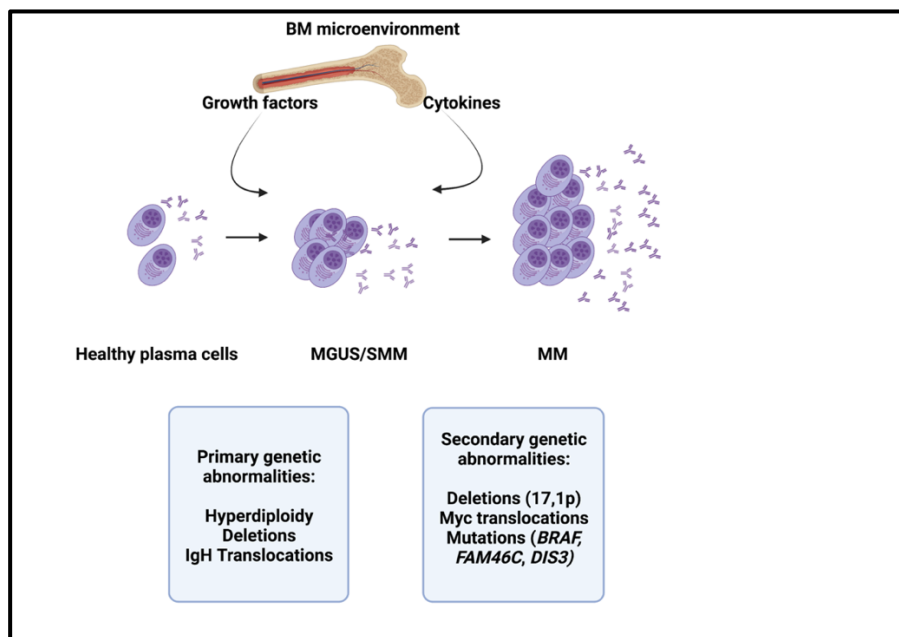 BM microenvironment
Growth factors
Cytokines
Healthy plasma cells
MGUS/SMM
MM
Primary genetic
abnormalities:
Hyperdiploidy
Deletions
IgH Translocations
Secondary genetic
abnormalities:
Deletions (17,1p)
Myc translocations
Mutations (BRAF,
FAM46C, DIS3)